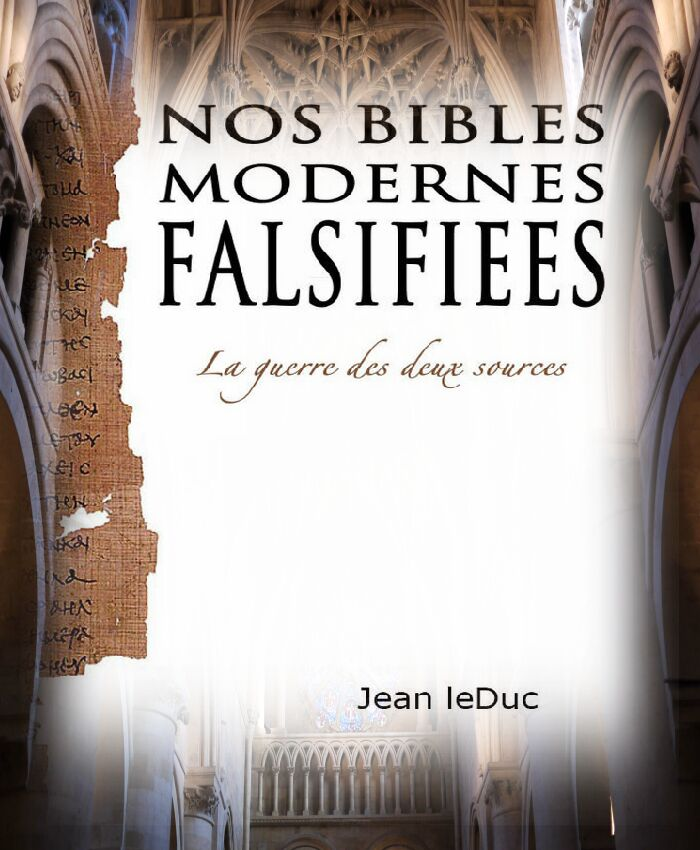 NOS BIBLES
MODERNES
FALSIFIEES
La guerre des deux sources
Jean leDuc